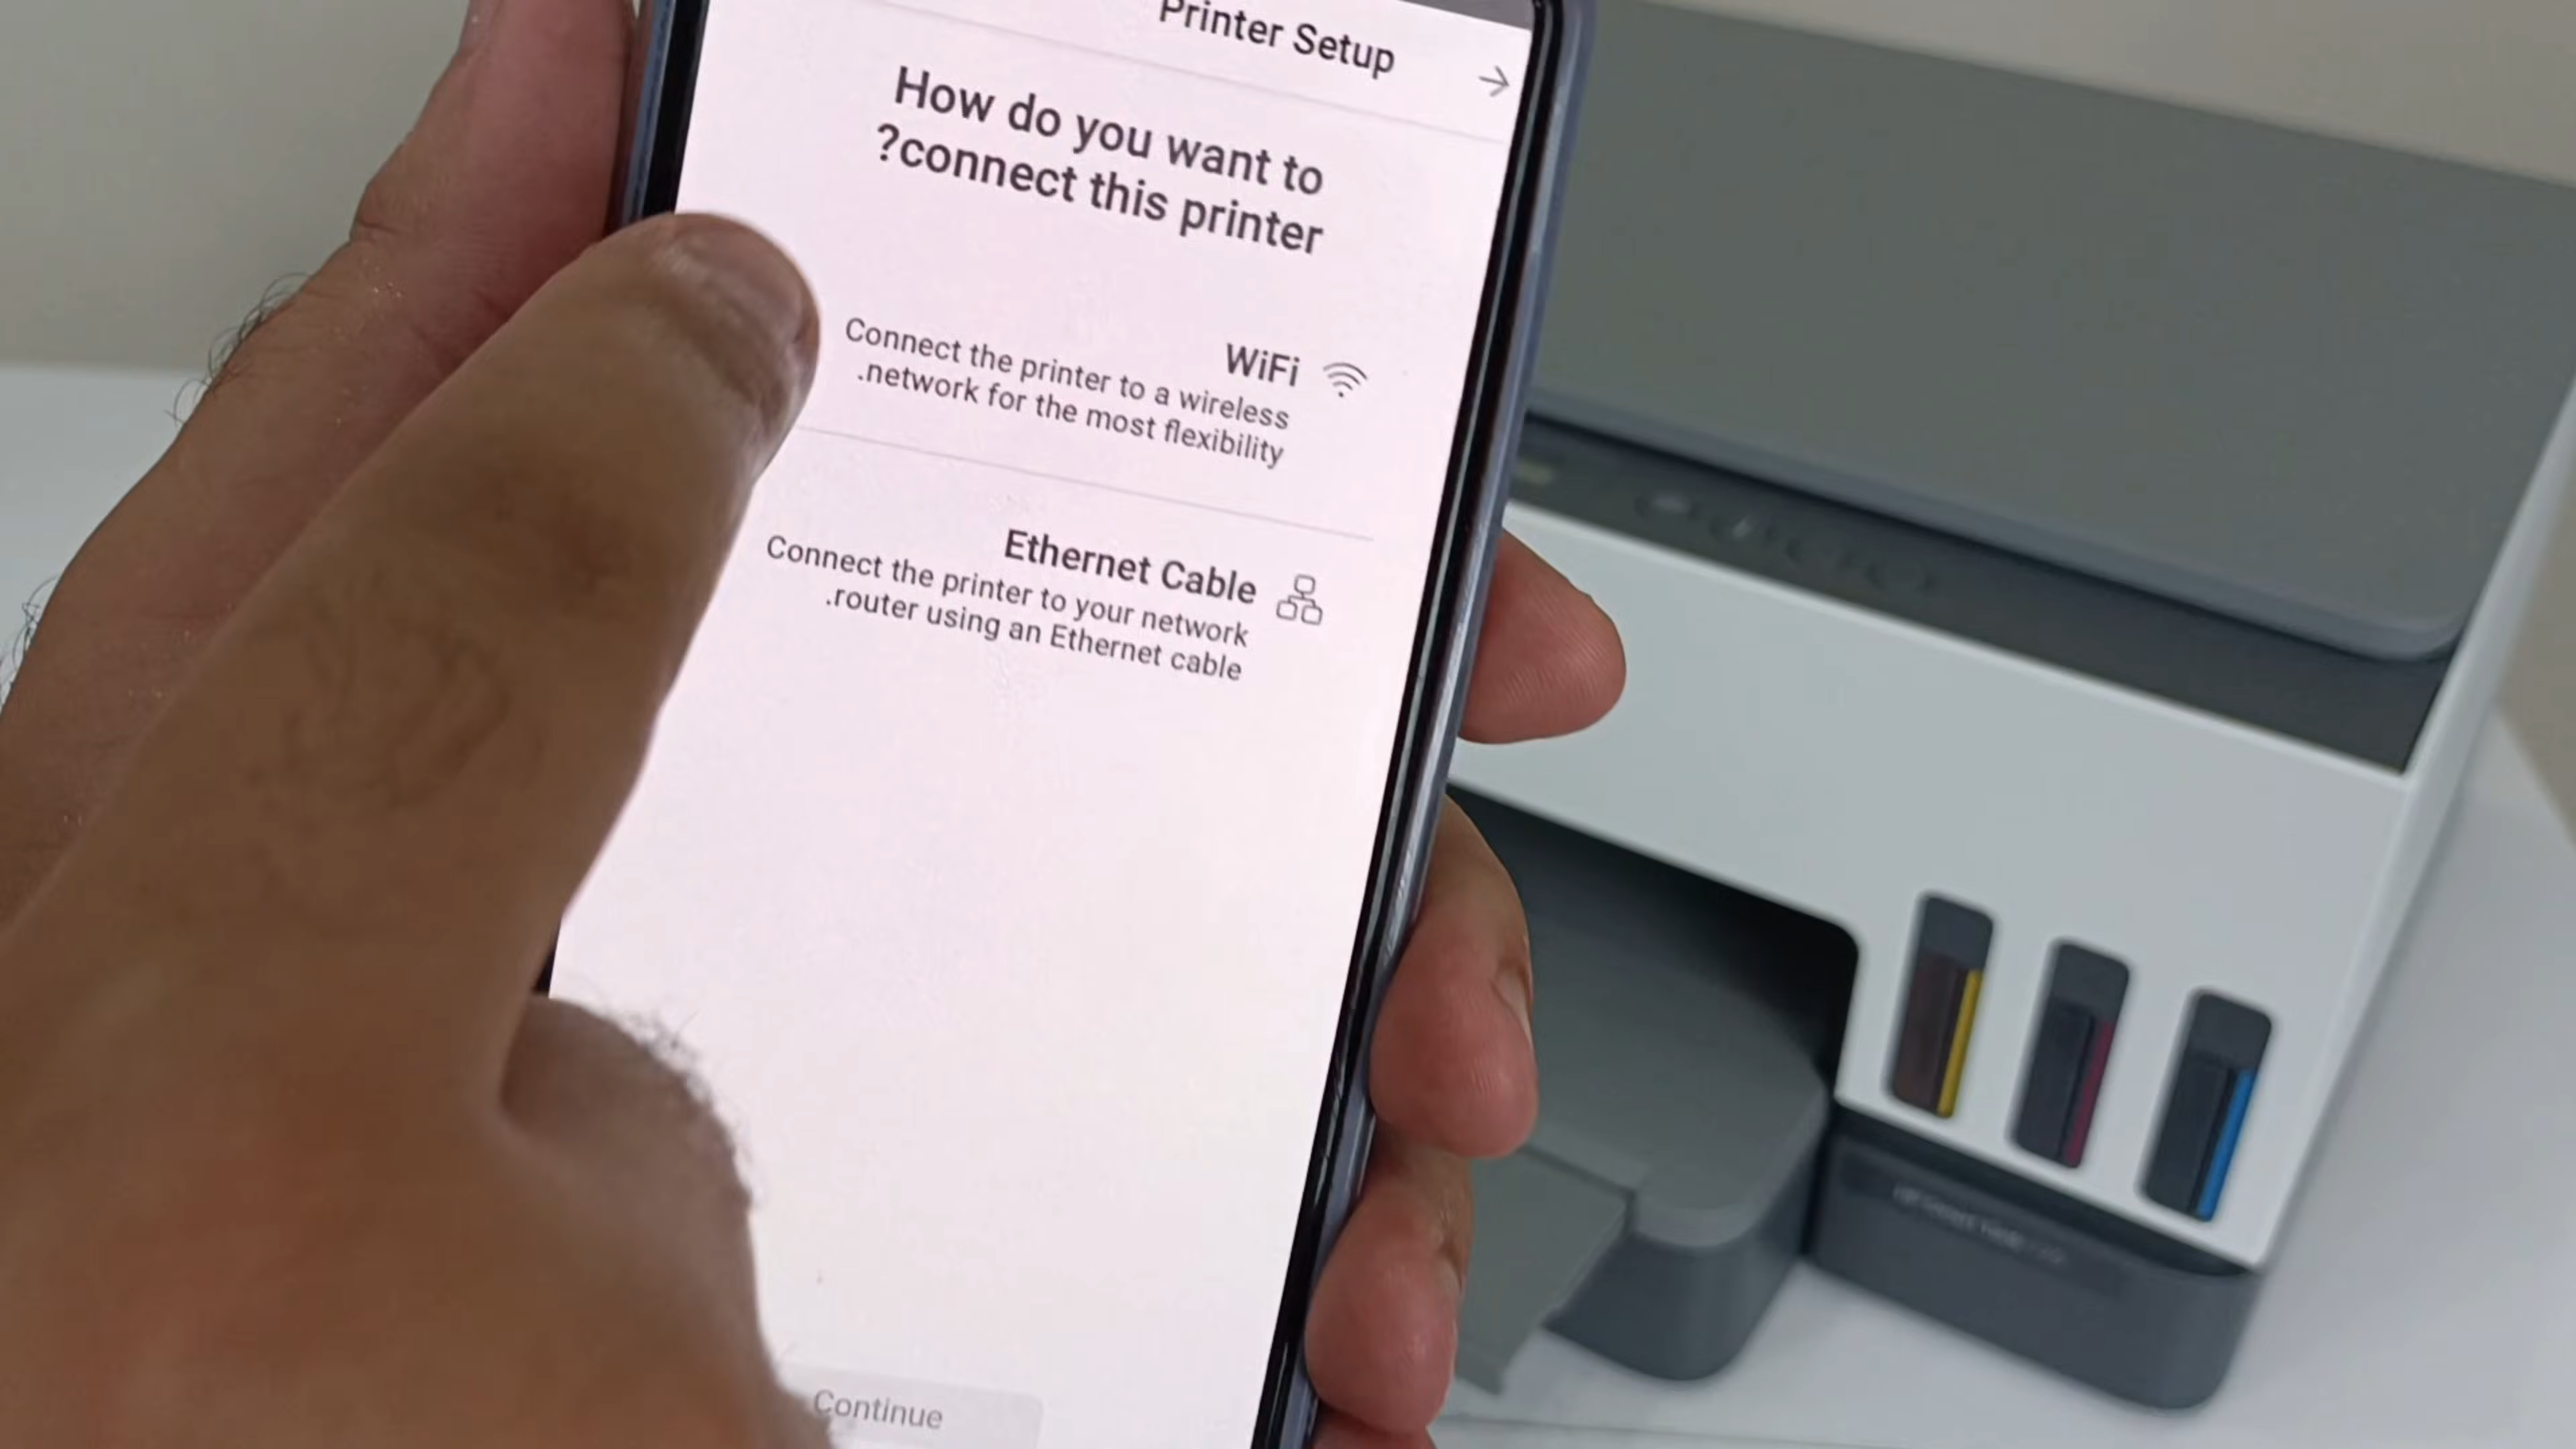 Printer Setup
How do you want to
?connect this printer
WiFi
Connect the printer to a wireless
.network for the most flexibility
Ethernet Cable
Connect the printer to your network
.router using an Ethernet cable
Continue